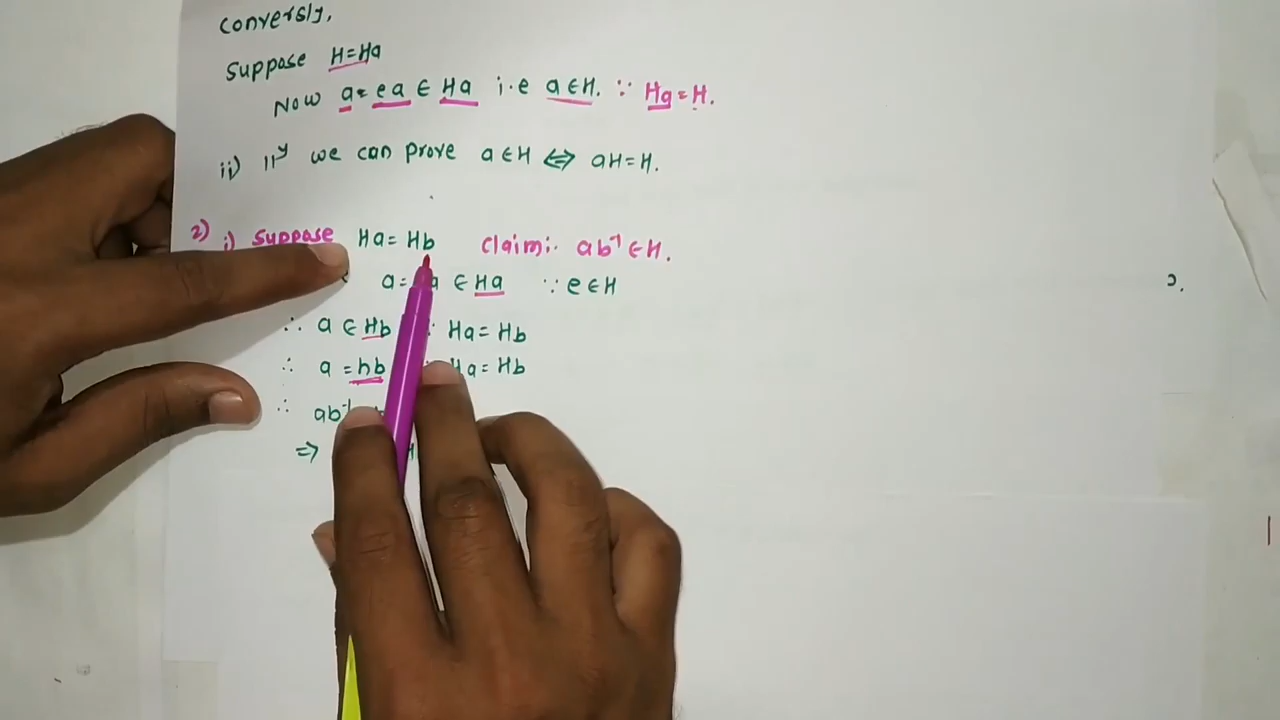 conversly,
Suppose H=Ha
Now a=ea ∈ Ha i.e a∈H. ∵ Ha=H.
ii) ||ly we can prove a∈H ⇔ aH=H.
2) i) Suppose Ha=Hb Claim:- ab⁻¹∈H.
a= a ∈ Ha ∵ e∈H
∴ a∈Hb ∵ Ha=Hb
∴ a=hb Ha=Hb
∴ ab⁻¹
⇒ H